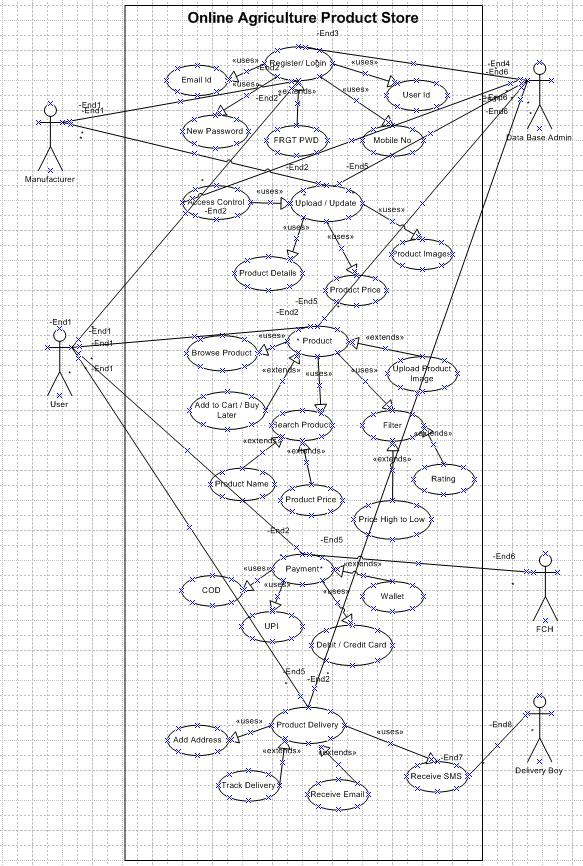 Online Agriculture Product Store
-End3
«uses»
Register/ Login
«uses»
-End4
-End6
Email Id
-End2
«uses»
User Id
-End1
-End1
-End2
«extends»
«uses»
-End6
-End6
New Password
FRGT PWD
Mobile No
Data Base Admin
Manufacturer
*
-End2
-End5
«uses»
Access Control
-End2
Upload / Update
«uses»
«uses»
«uses»
Product Images
Product Details
Product Price
-End5
-End2
-End1
-End1
-End1
-End1
User
«uses»
* Product
«extends»
Browse Product
«extends»
«uses»
«uses»
Upload Product
Image
Add to Cart / Buy
Later
Search Product
Filter
«extends»
«extends»
«extends»
«extends»
Rating
Product Name
Product Price
Price High to Low
-End2
-End5
-End6
*
FCH
Payment*
«extends»
«uses»
COD
«uses»
«uses»
Wallet
UPI
Debit / Credit Card
-End5
-End2
*
Product Delivery
«uses»
«uses»
-End8
Add Address
«extends»
«extends»
-End7
Receive SMS
Delivery Boy
Track Delivery
Receive Email